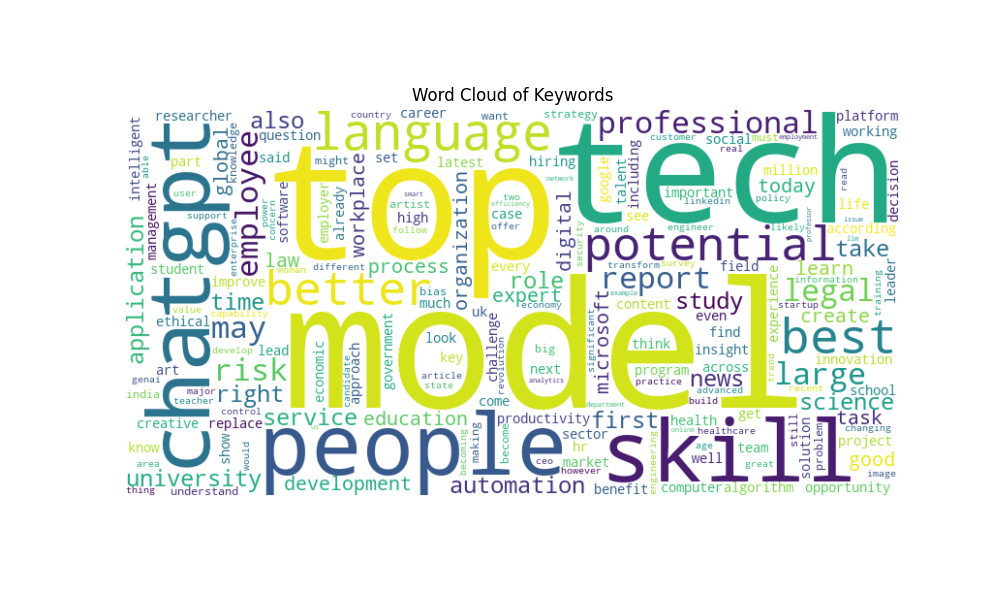 Word Cloud of Keywords
researcher
also
country
career
want
strategy
professional
platform
intelligent
able
part
global
knowledge
question
language
customer
social
must
employment
working
said
might
set
latest
hiring
google
talent
including
real
million
read
decision
chatgpt
employee
top
tech
workplace
user
support
software
employer
already
smart
artist
high
follow
two
efficiency
case
offer
network
digital
security
important
linkedin
today
policy
life
management
power
concern
enterprise
organization
around
see
engineer
likely
professor
according
issue
application
law
woman
different
process
every
potential
take
llm
student
improve
better
bias
much
role
expert
economy
transform
survey
report
field
learn
information
legal
training
leader
value
capability
time
model
uk
example
content
study
experience
startup
create
ethical
may
develop
lead
economic
candidate
approach
government
look
key
article
state
challenge
revolution
big
next
analytics
significant
microsoft
think
program
practice
even
insight
find
across
advanced
news
trend
best
innovation
art
genai
risk
large
recent
school
india
teacher
major
right
come
department
build
science
creative
replace
control
service
uc
education
productivity
first
health
online
get
task
changing
know
show
would
people
becoming
making
become
sector
hr
ceo
however
market
skill
healthcare
age
well
team
great
still
solution
problem
project
good
area
university
image
thing
understand
development
automation
benefit
engineering
computer
algorithm
opportunity